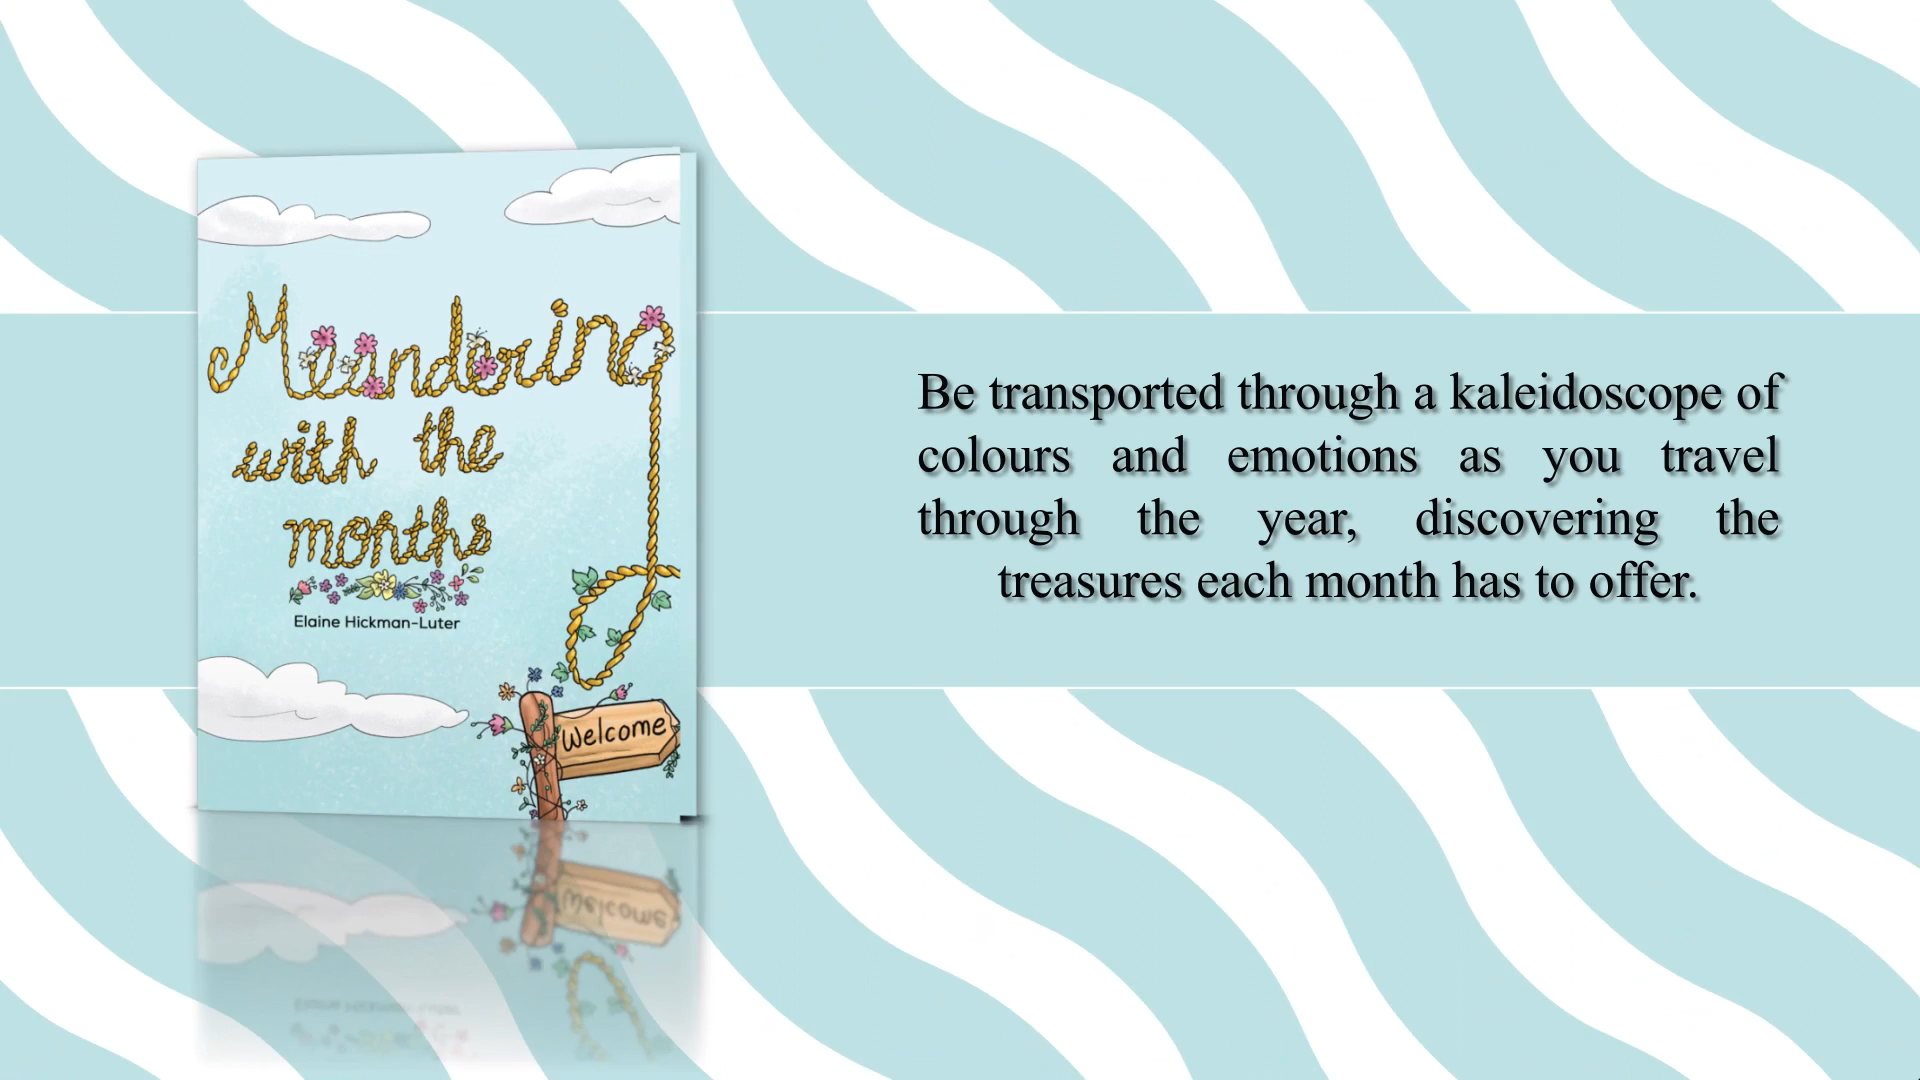 Meandering
with the
months
Elaine Hickman-Luter
Welcome
Be transported through a kaleidoscope of
colours and emotions as you travel
through the year, discovering the
treasures each month has to offer.